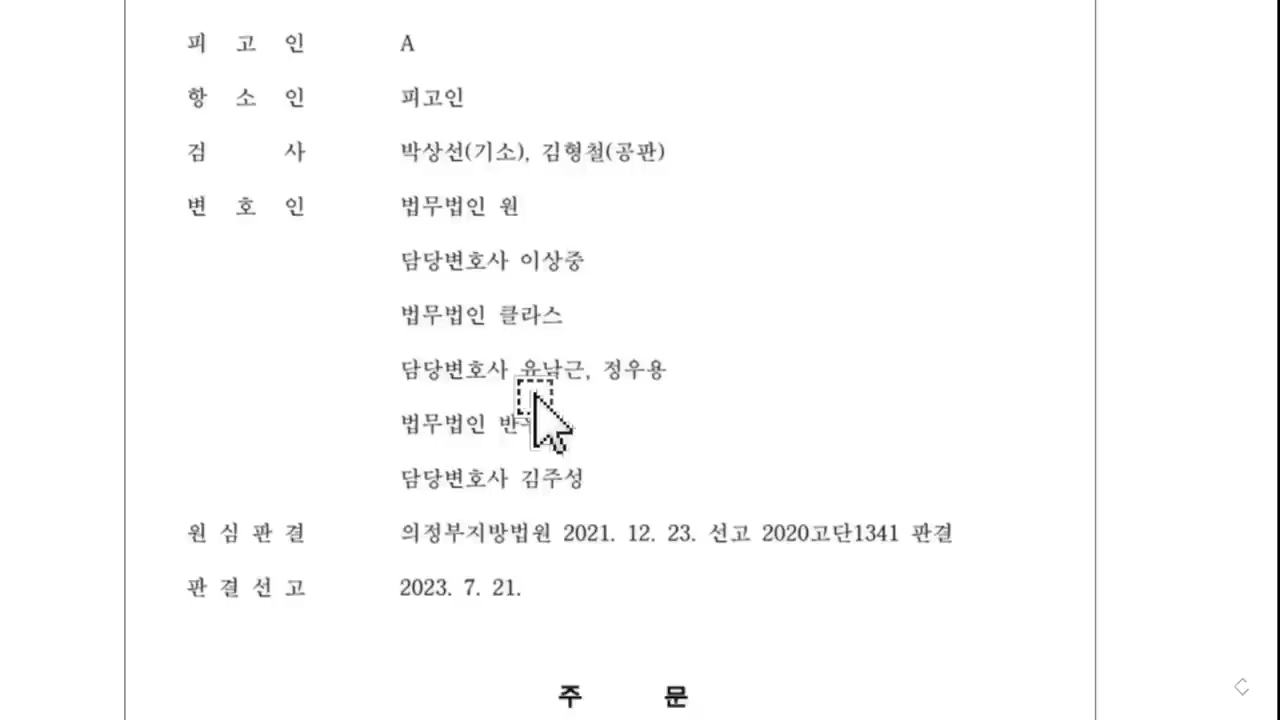 피 고 인 A
항 소 인 피고인
검 사 박상선(기소), 김형철(공판)
변 호 인 법무법인 원
담당변호사 이상중
법무법인 클라스
담당변호사 윤남근, 정우용
법무법인
담당변호사 김주성
원 심 판 결 의정부지방법원 2021. 12. 23. 선고 2020고단1341 판결
판 결 선 고 2023. 7. 21.
주 문